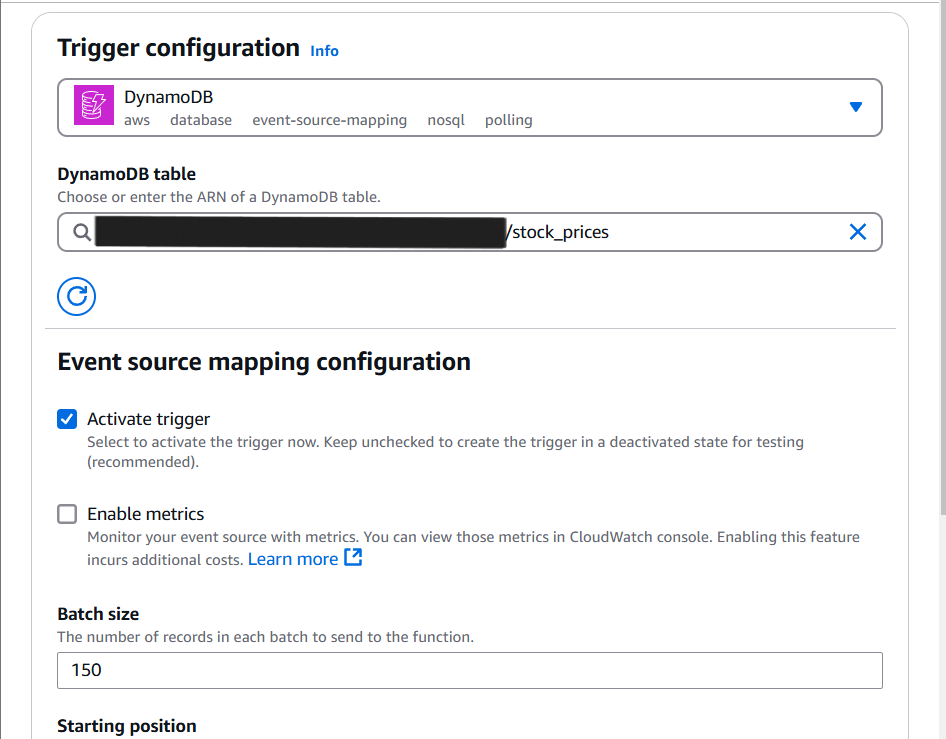 Trigger configuration Info
DynamoDB
aws database event-source-mapping nosql polling
DynamoDB table
Choose or enter the ARN of a DynamoDB table.
/stock_prices
Event source mapping configuration
Activate trigger
Select to activate the trigger now. Keep unchecked to create the trigger in a deactivated state for testing
(recommended).
Enable metrics
Monitor your event source with metrics. You can view those metrics in CloudWatch console. Enabling this feature
incurs additional costs. Learn more
Batch size
The number of records in each batch to send to the function.
150
Starting position